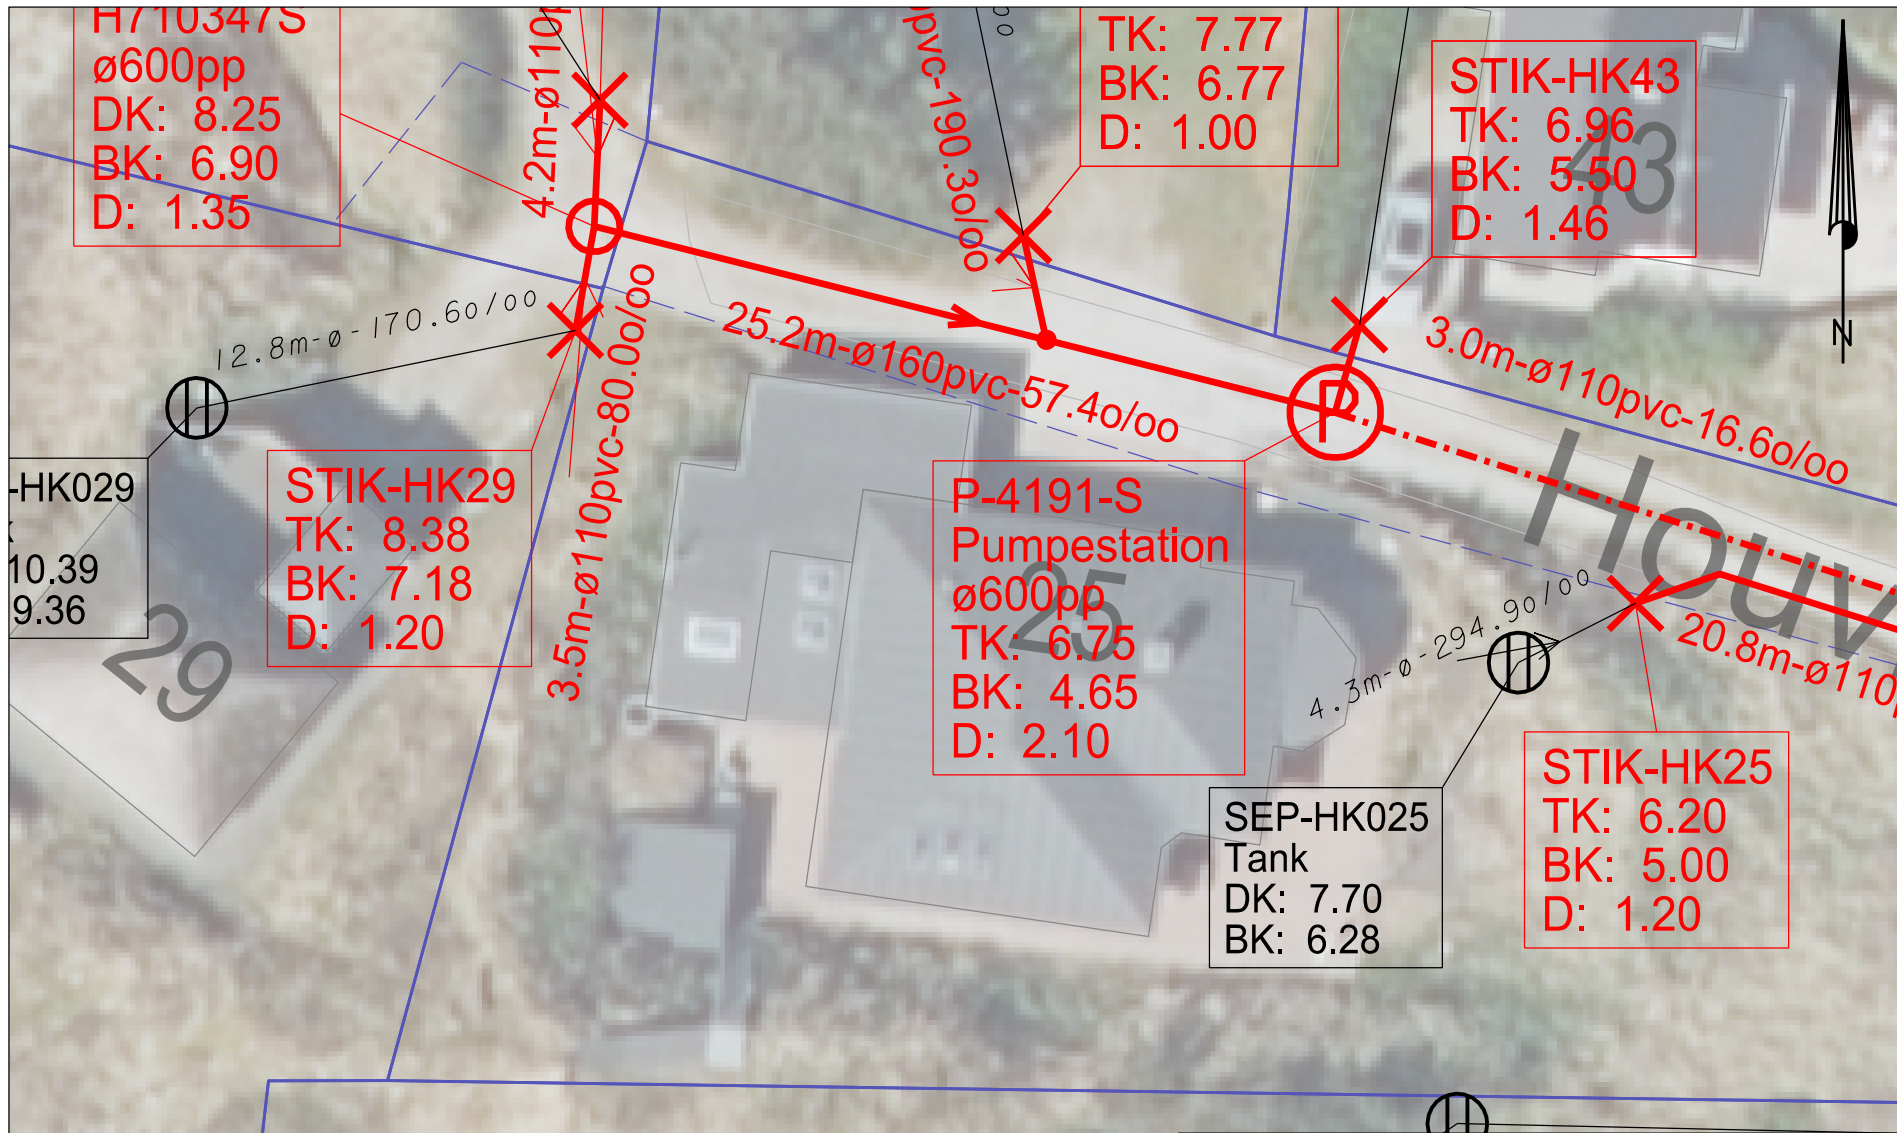 H710347S
ø600pp
DK: 8.25
BK: 6.90
D: 1.35
4.2m-ø110p
pvc-190.3o/oo
TK: 7.77
BK: 6.77
D: 1.00
STIK-HK43
TK: 6.96
BK: 5.50
D: 1.46
43
N
12.8m-ø-170.6o/oo
25.2m-ø160pvc-57.4o/oo
P
3.0m-ø110pvc-16.6o/oo
-HK029
10.39
9.36
29
STIK-HK29
TK: 8.38
BK: 7.18
D: 1.20
3.5m-ø110pvc-80.0o/oo
P-4191-S
Pumpestation
ø600pp
TK: 6.75
BK: 4.65
D: 2.10
25
Houv
4.3m-ø-294.9o/oo
20.8m-ø110p
SEP-HK025
Tank
DK: 7.70
BK: 6.28
STIK-HK25
TK: 6.20
BK: 5.00
D: 1.20